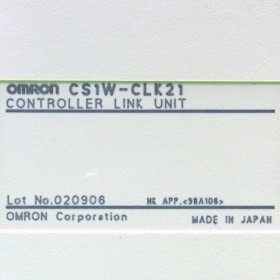 OMRON CS1W-CLK21
CONTROLLER LINK UNIT
Lot No.020906 NK APP.<98A106>
OMRON Corporation MADE IN JAPAN